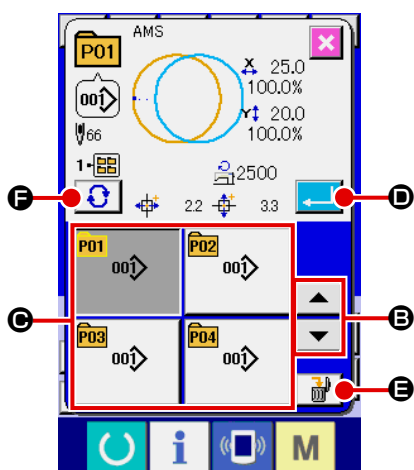 AMS
P01
X 25.0
100.0%
001
Y 20.0
100.0%
66
1-
2500
F
D
2.2 3.3
P01
001
P02
001
C
B
P03
001
P04
001
E
i
M